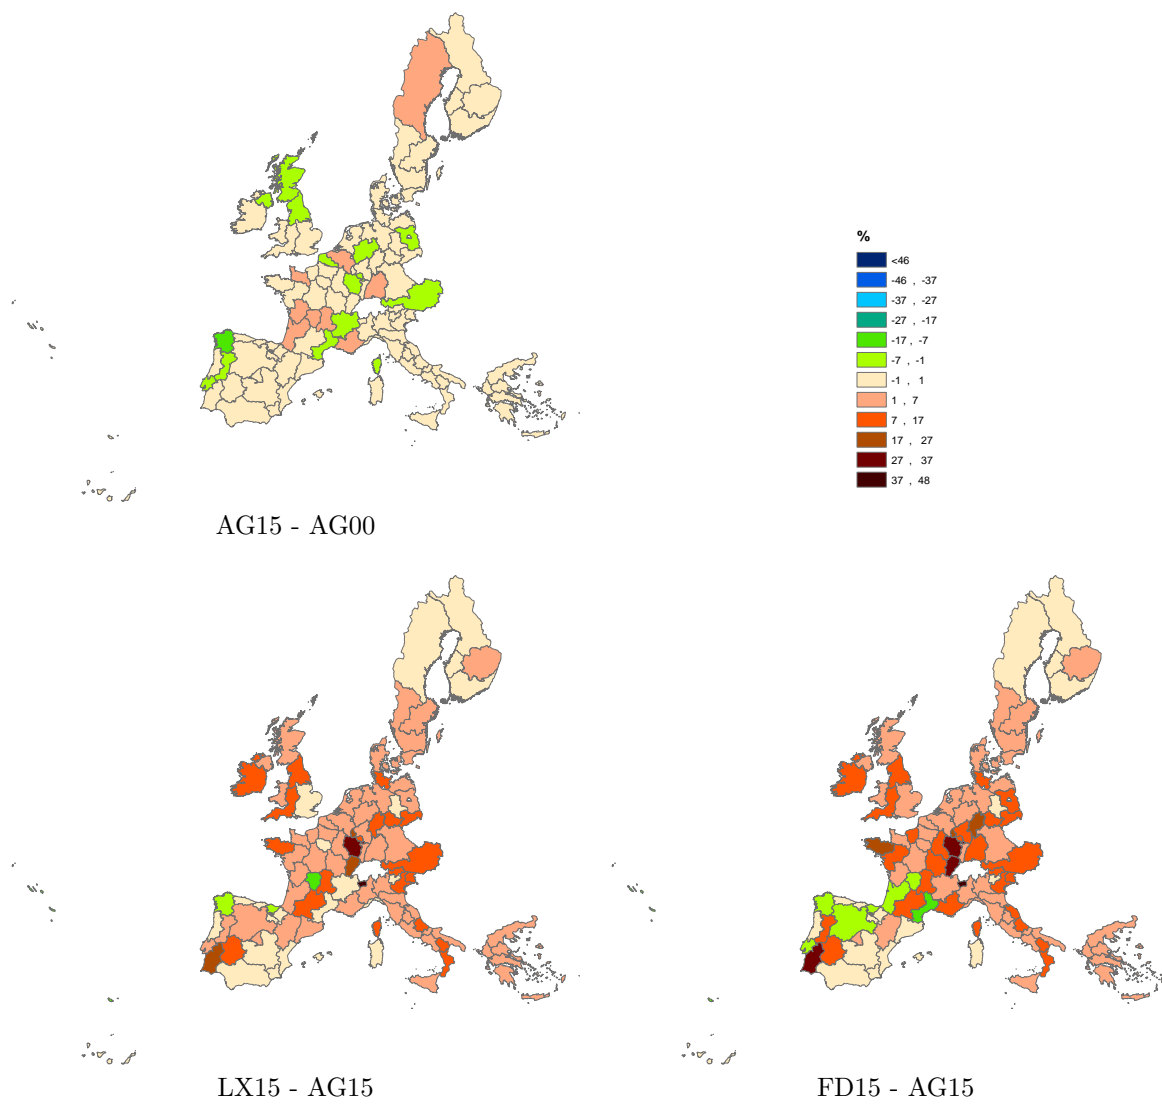 %
<46
-46 , -37
-37 , -27
-27 , -17
-17 , -7
-7 , -1
-1 , 1
1 , 7
7 , 17
17 , 27
27 , 37
37 , 48
AG15 - AG00
LX15 - AG15
FD15 - AG15